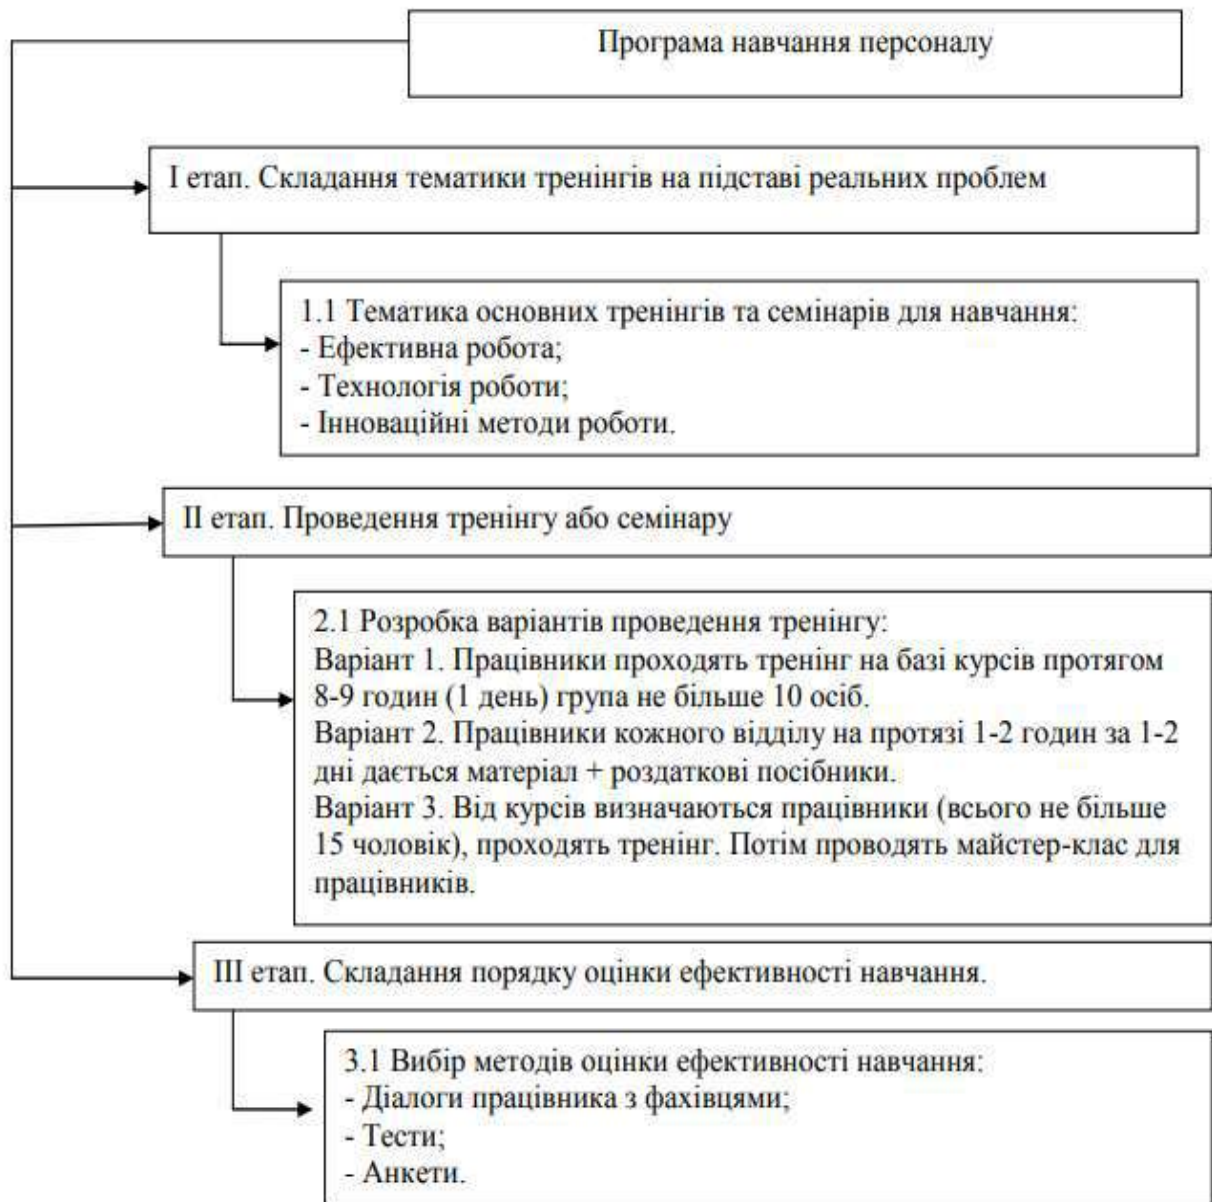 Програма навчання персоналу
І етап. Складання тематики тренінгів на підставі реальних проблем
1.1 Тематика основних тренінгів та семінарів для навчання:
- Ефективна робота;
- Технологія роботи;
- Інноваційні методи роботи.
ІІ етап. Проведення тренінгу або семінару
2.1 Розробка варіантів проведення тренінгу:
Варіант 1. Працівники проходять тренінг на базі курсів протягом
8-9 годин (1 день) група не більше 10 осіб.
Варіант 2. Працівники кожного відділу на протязі 1-2 годин за 1-2
дні дається матеріал + роздаткові посібники.
Варіант 3. Від курсів визначаються працівники (всього не більше
15 чоловік), проходять тренінг. Потім проводять майстер-клас для
працівників.
ІІІ етап. Складання порядку оцінки ефективності навчання.
3.1 Вибір методів оцінки ефективності навчання:
- Діалоги працівника з фахівцями;
- Тести;
- Анкети.